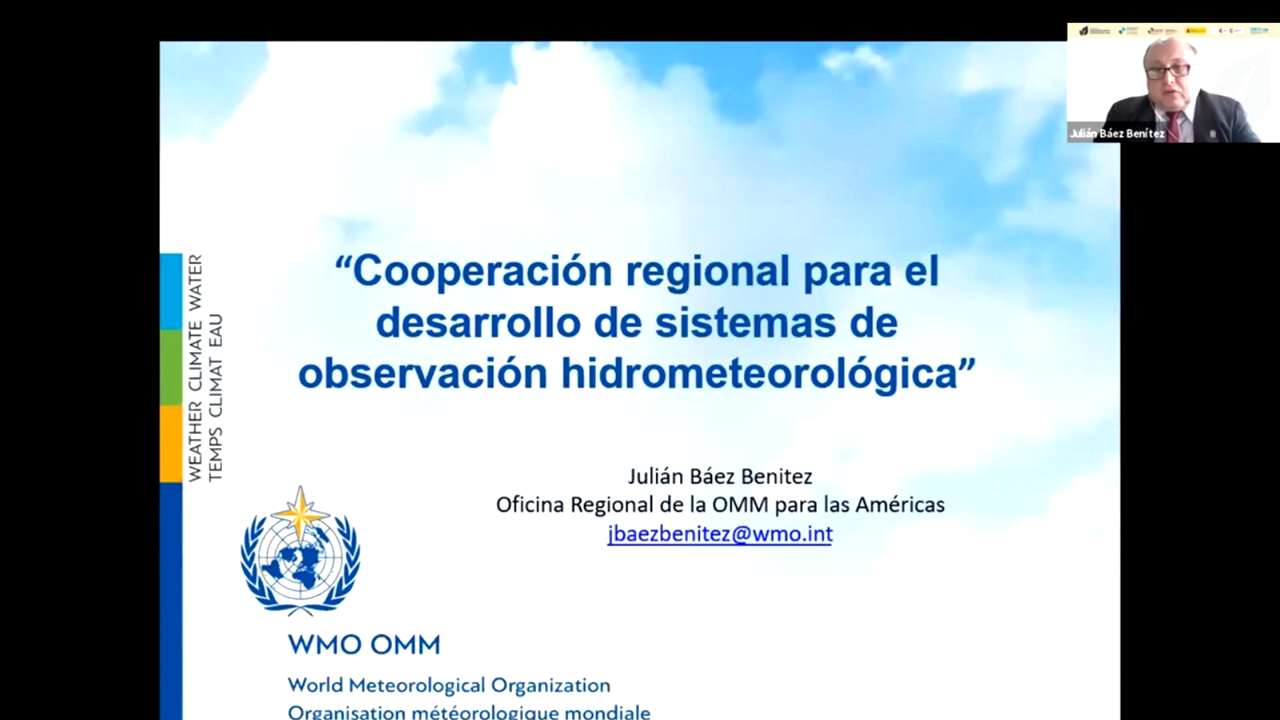 Julián Báez Benítez
“Cooperación regional para el
desarrollo de sistemas de
observación hidrometeorológica”
WEATHER CLIMATE WATER
TEMPS CLIMAT EAU
Julián Báez Benitez
Oficina Regional de la OMM para las Américas
jbaezbenitez@wmo.int
WMO OMM
World Meteorological Organization
Organisation météorologique mondiale